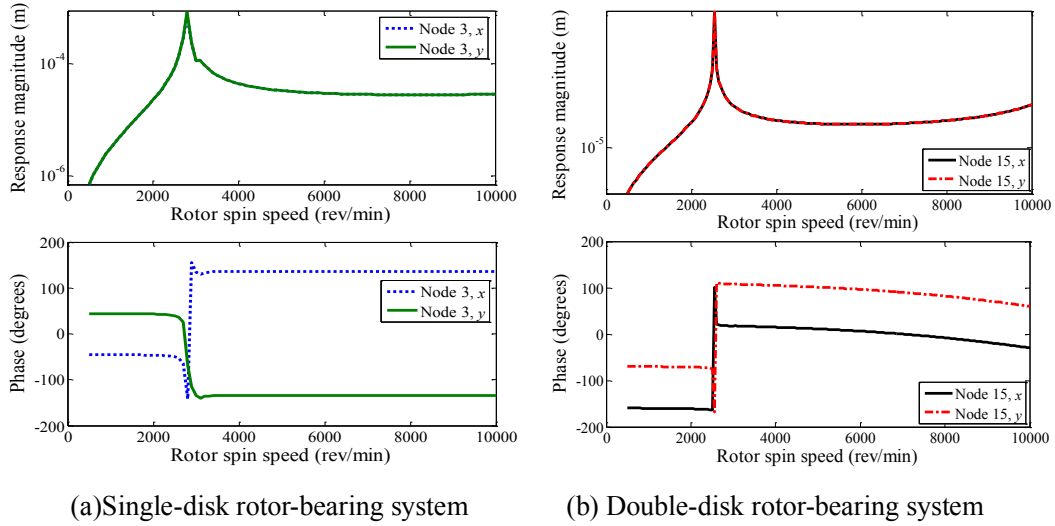 Response magnitude (m)
10^-4
10^-6
0 2000 4000 6000 8000 10000
Rotor spin speed (rev/min)
Node 3, x
Node 3, y
Phase (degrees)
200
100
0
-100
-200
0 2000 4000 6000 8000 10000
Rotor spin speed (rev/min)
Node 3, x
Node 3, y
(a)Single-disk rotor-bearing system
Response magnitude (m)
10^-5
0 2000 4000 6000 8000 10000
Rotor spin speed (rev/min)
Node 15, x
Node 15, y
Phase (degrees)
200
100
0
-100
-200
0 2000 4000 6000 8000 10000
Rotor spin speed (rev/min)
Node 15, x
Node 15, y
(b) Double-disk rotor-bearing system